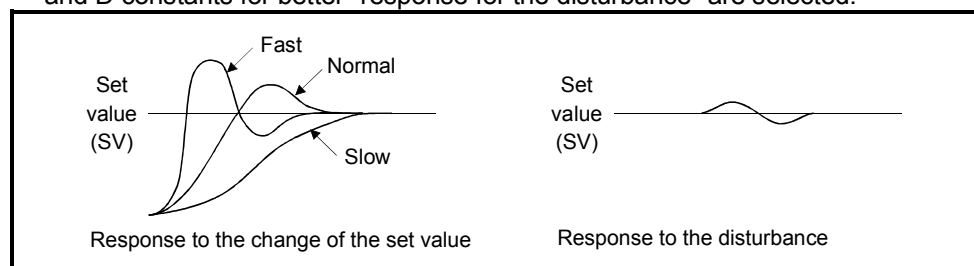 and D constants for better "response for the disturbance" are selected.
Fast
Normal
Set
value
(SV)
Slow
Response to the change of the set value
Set
value
(SV)
Response to the disturbance